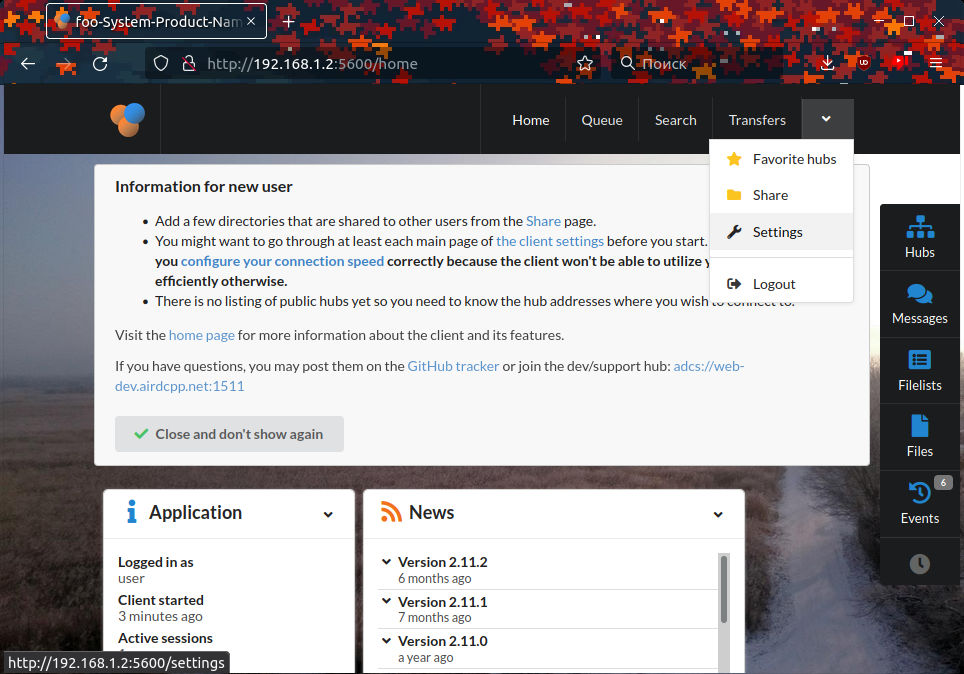 foo-System-Product-Nam
http://192.168.1.2:5600/home
Поиск
Home
Queue
Search
Transfers
Favorite hubs
Share
Settings
Logout
Information for new user
Add a few directories that are shared to other users from the Share page.
You might want to go through at least each main page of the client settings before you start.
you configure your connection speed correctly because the client won't be able to utilize
efficiently otherwise.
There is no listing of public hubs yet so you need to know the hub addresses where you wish to connect to.
Visit the home page for more information about the client and its features.
If you have questions, you may post them on the GitHub tracker or join the dev/support hub: adcs://web-
dev.airdcpp.net:1511
Close and don't show again
Hubs
Messages
Filelists
Files
6
Events
Application
Logged in as
user
Client started
3 minutes ago
Active sessions
News
Version 2.11.2
6 months ago
Version 2.11.1
7 months ago
Version 2.11.0
a year ago
http://192.168.1.2:5600/settings